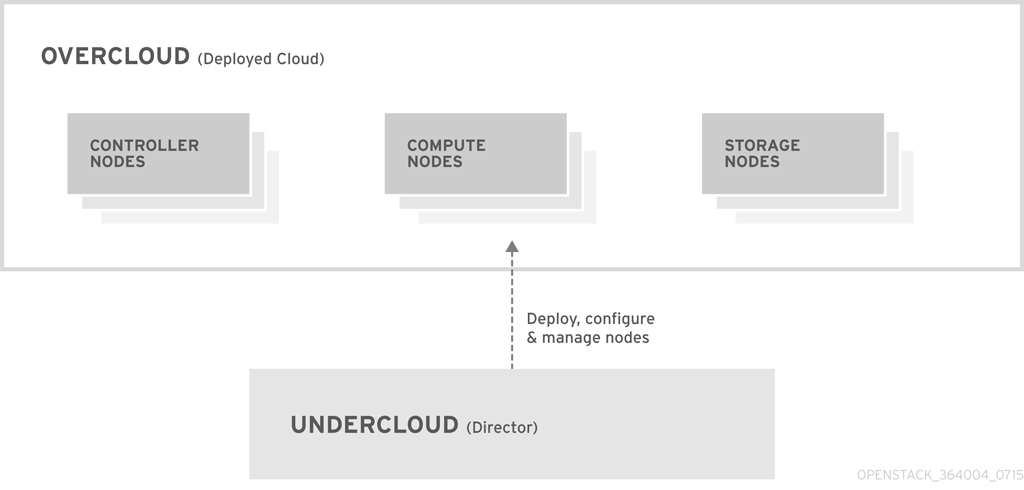 OVERCLOUD (Deployed Cloud)
CONTROLLER
NODES
COMPUTE
NODES
STORAGE
NODES
Deploy, configure
& manage nodes
UNDERCLOUD (Director)
OPENSTACK_364004_0715